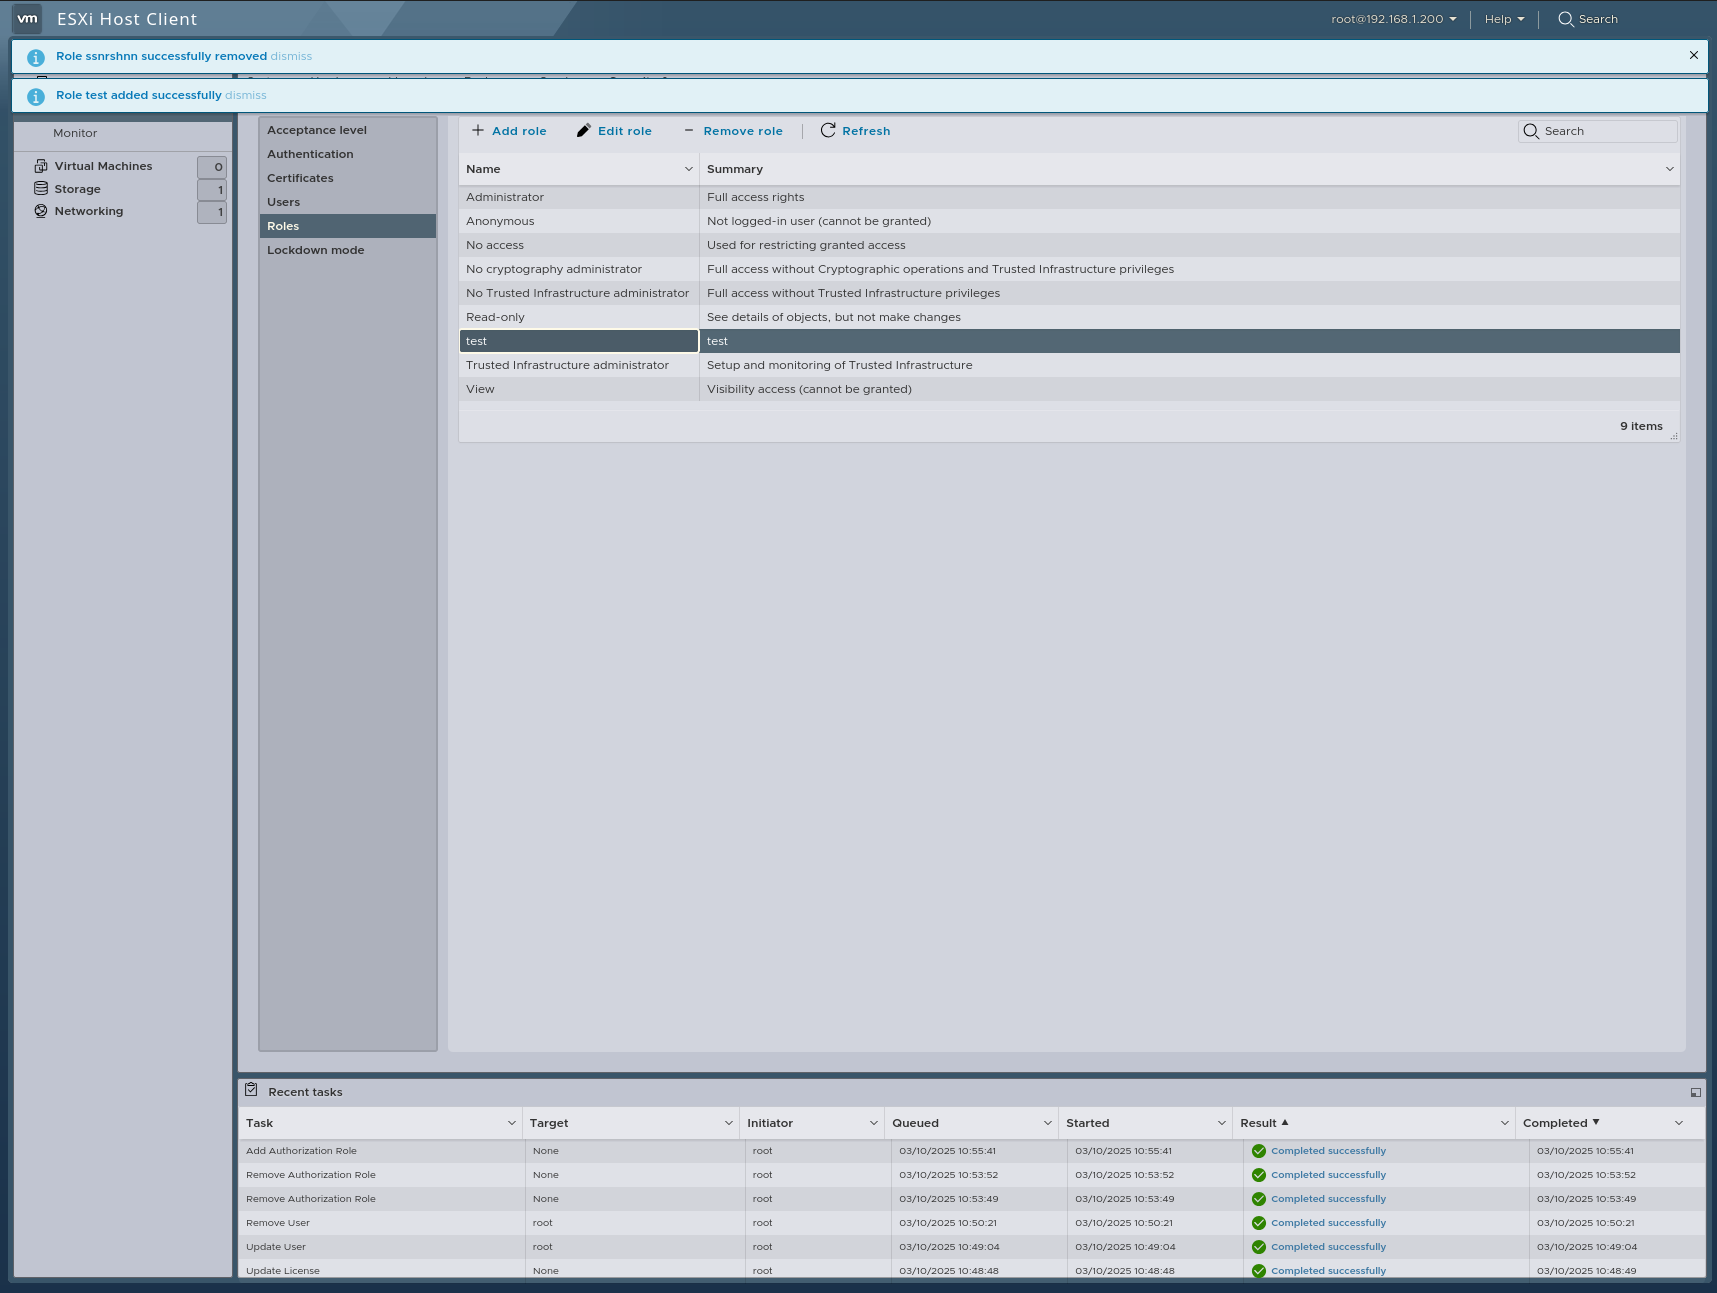 vm ESXi Host Client root@192.168.1.200 Help Search
Role ssnrshnn successfully removed dismiss
Role test added successfully dismiss
Monitor
Virtual Machines 0
Storage 1
Networking 1
Acceptance level
Authentication
Certificates
Users
Roles
Lockdown mode
Add role Edit role Remove role Refresh Search
Name Summary
Administrator Full access rights
Anonymous Not logged-in user (cannot be granted)
No access Used for restricting granted access
No cryptography administrator Full access without Cryptographic operations and Trusted Infrastructure privileges
No Trusted Infrastructure administrator Full access without Trusted Infrastructure privileges
Read-only See details of objects, but not make changes
test test
Trusted Infrastructure administrator Setup and monitoring of Trusted Infrastructure
View Visibility access (cannot be granted)
9 items
Recent tasks
Task Target Initiator Queued Started Result Completed
Add Authorization Role None root 03/10/2025 10:55:41 03/10/2025 10:55:41 Completed successfully 03/10/2025 10:55:41
Remove Authorization Role None root 03/10/2025 10:53:52 03/10/2025 10:53:52 Completed successfully 03/10/2025 10:53:52
Remove Authorization Role None root 03/10/2025 10:53:49 03/10/2025 10:53:49 Completed successfully 03/10/2025 10:53:49
Remove User root root 03/10/2025 10:50:21 03/10/2025 10:50:21 Completed successfully 03/10/2025 10:50:21
Update User root root 03/10/2025 10:49:04 03/10/2025 10:49:04 Completed successfully 03/10/2025 10:49:04
Update License None root 03/10/2025 10:48:48 03/10/2025 10:48:48 Completed successfully 03/10/2025 10:48:49